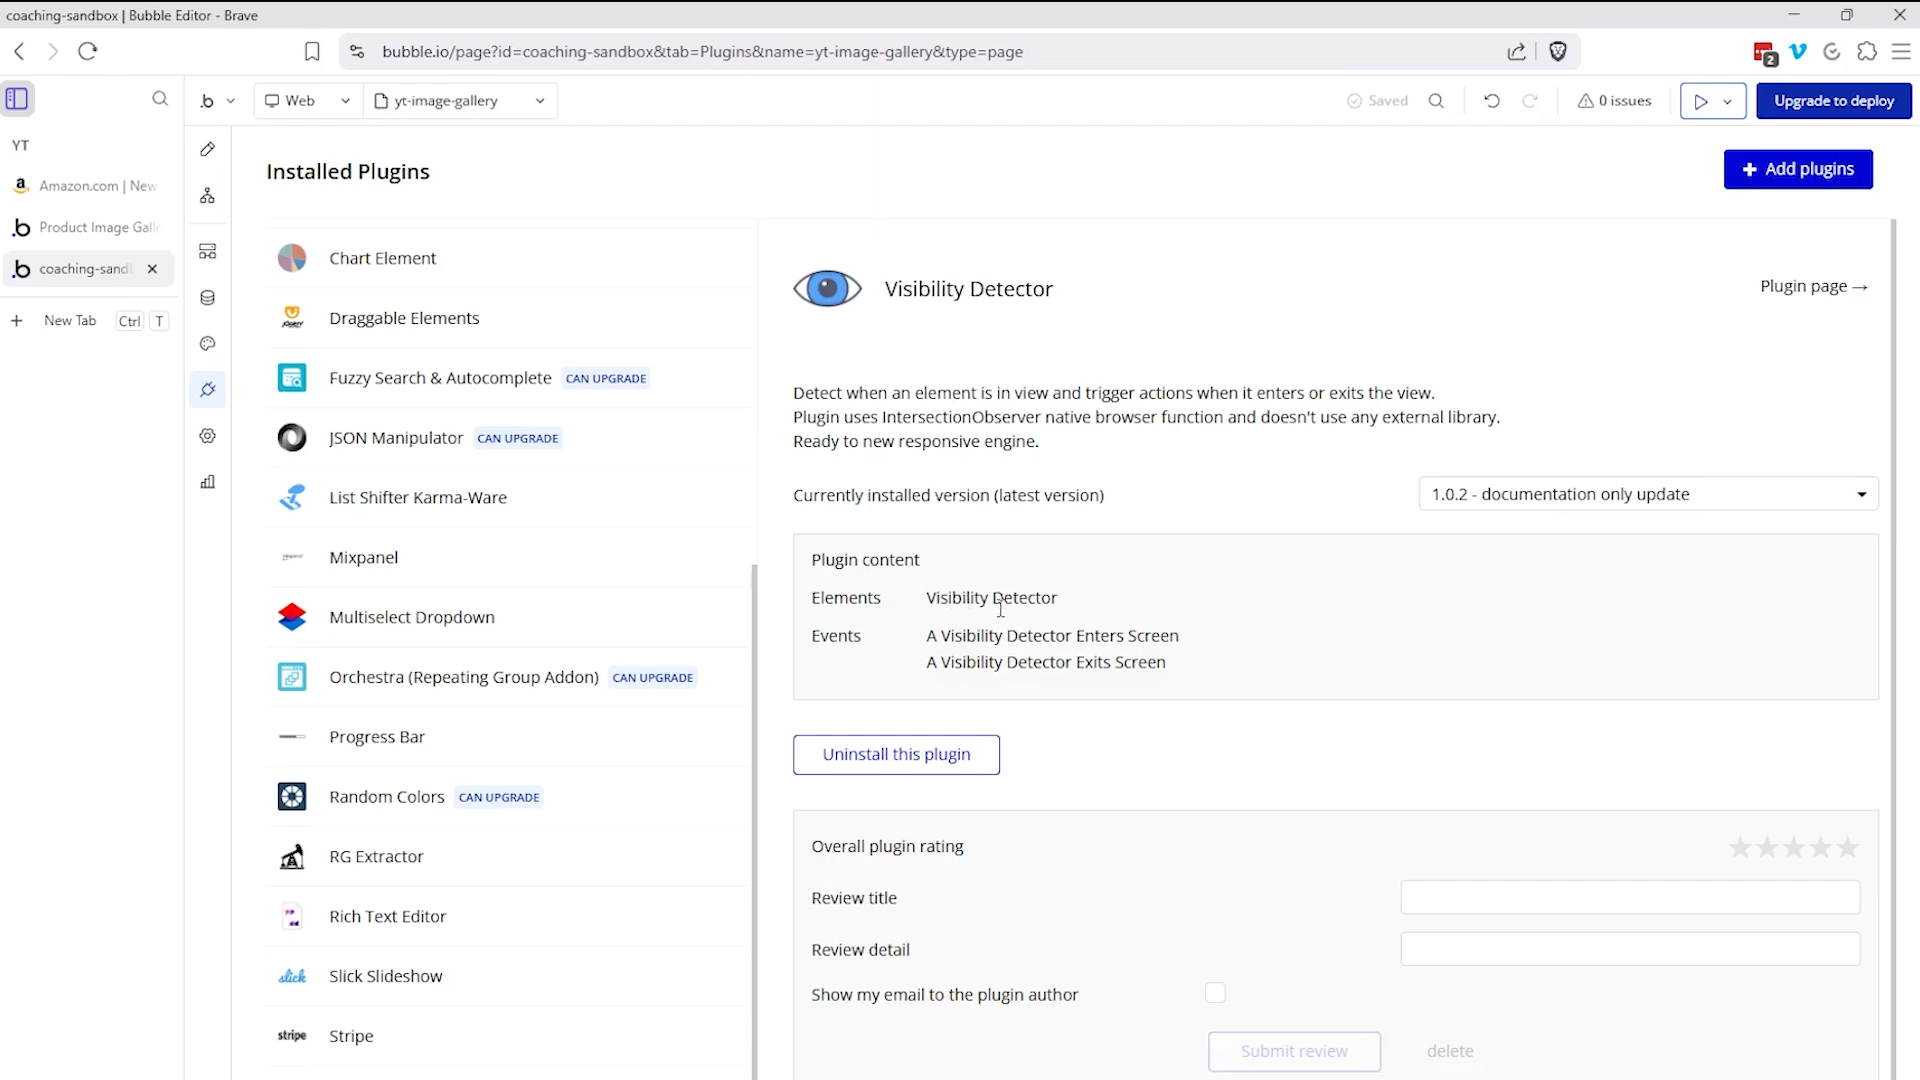 coaching-sandbox | Bubble Editor - Brave
bubble.io/page?id=coaching-sandbox&tab=Plugins&name=yt-image-gallery&type=page
2
YT
Amazon.com | New
Product Image Galle
coaching-sand
New Tab Ctrl T
Web
yt-image-gallery
Saved
0 issues
Upgrade to deploy
Installed Plugins
Add plugins
Chart Element
Draggable Elements
Fuzzy Search & Autocomplete CAN UPGRADE
JSON Manipulator CAN UPGRADE
List Shifter Karma-Ware
Mixpanel
Multiselect Dropdown
Orchestra (Repeating Group Addon) CAN UPGRADE
Progress Bar
Random Colors CAN UPGRADE
RG Extractor
Rich Text Editor
slick Slick Slideshow
stripe Stripe
Visibility Detector
Plugin page →
Detect when an element is in view and trigger actions when it enters or exits the view.
Plugin uses IntersectionObserver native browser function and doesn't use any external library.
Ready to new responsive engine.
Currently installed version (latest version)
1.0.2 - documentation only update
Plugin content
Elements Visibility Detector
Events A Visibility Detector Enters Screen
A Visibility Detector Exits Screen
Uninstall this plugin
Overall plugin rating
Review title
Review detail
Show my email to the plugin author
Submit review
delete